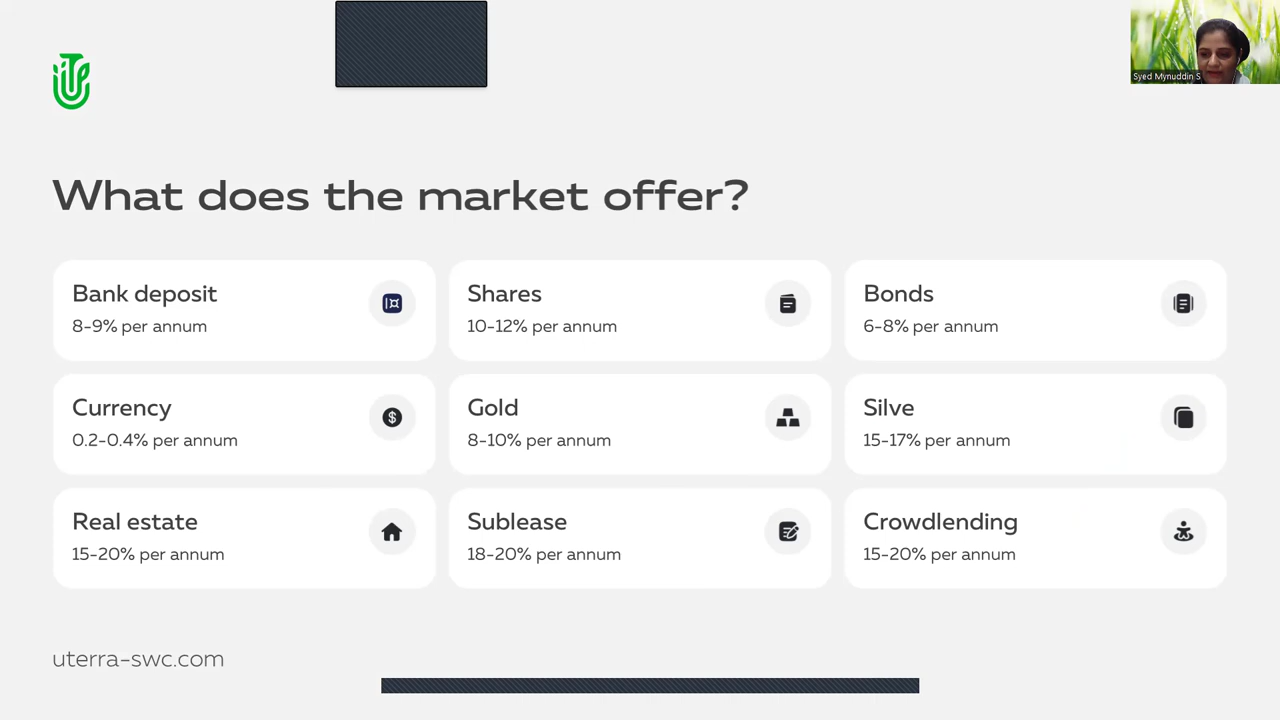 Syed Mynuddin S
What does the market offer?
Bank deposit
8-9% per annum
Shares
10-12% per annum
Bonds
6-8% per annum
Currency
0.2-0.4% per annum
Gold
8-10% per annum
Silve
15-17% per annum
Real estate
15-20% per annum
Sublease
18-20% per annum
Crowdlending
15-20% per annum
uterra-swc.com